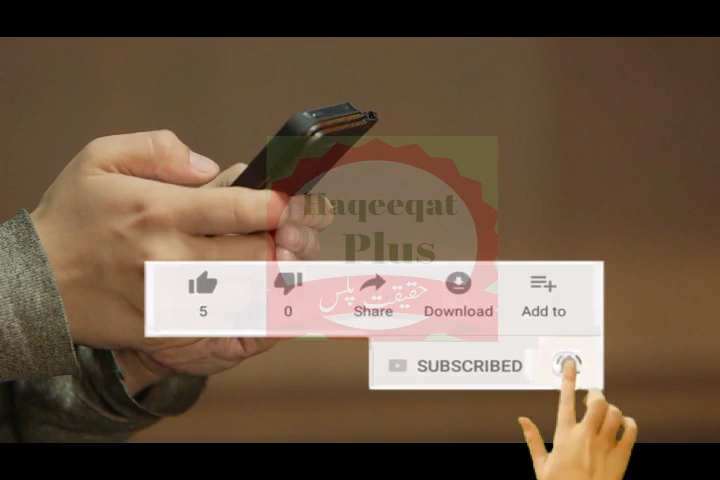 Haqeeqat
Plus
حقیقت پلس
5 0 Share Download Add to
SUBSCRIBED